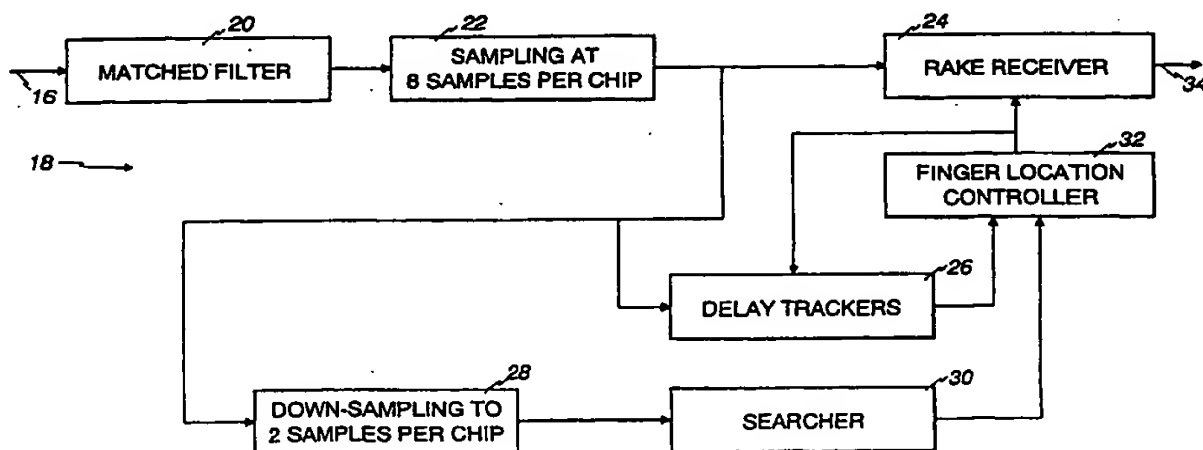 20
MATCHED FILTER
16
22
SAMPLING AT
8 SAMPLES PER CHIP
24
RAKE RECEIVER
34
18
32
FINGER LOCATION
CONTROLLER
26
DELAY TRACKERS
28
DOWN-SAMPLING TO
2 SAMPLES PER CHIP
30
SEARCHER